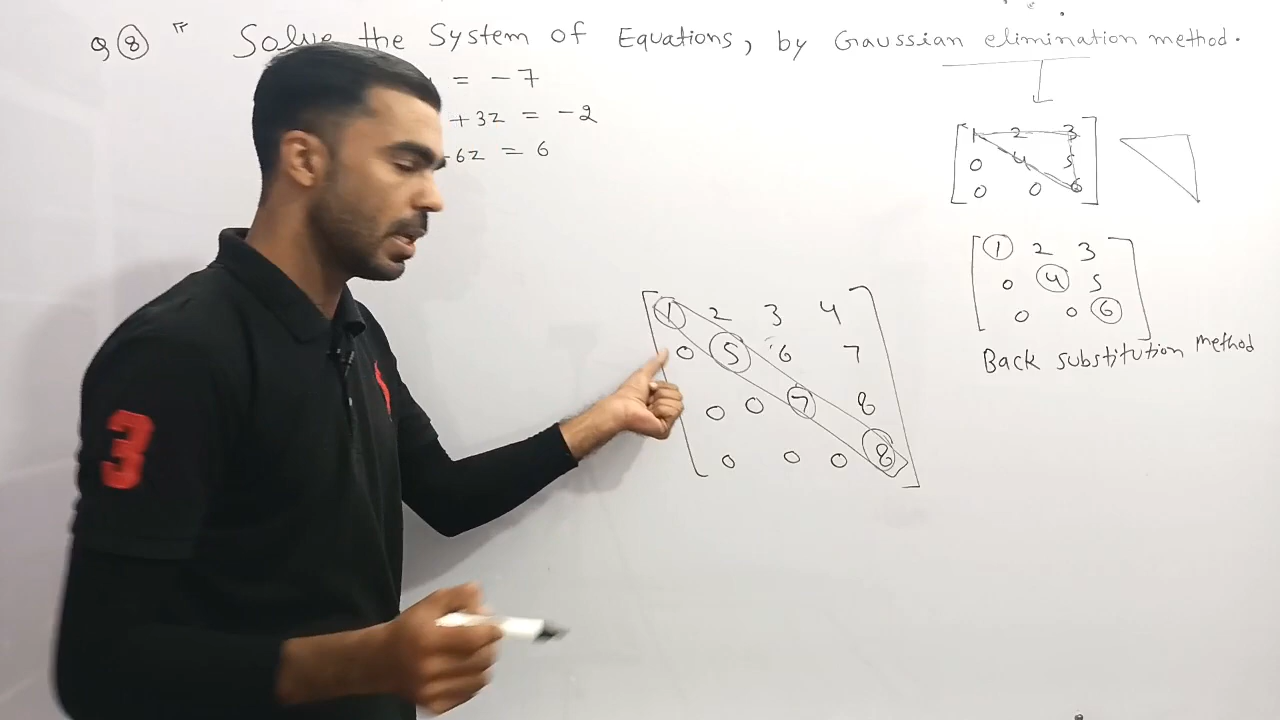 Q 8 Solve the System of Equations, by Gaussian elimination method.
= - 7
+ 3z = - 2
- 6z = 6
1 2 3
0 4 5
0 0 6
1 2 3
0 4 5
0 0 6
Back substitution method
1 2 3 4
0 5 6 7
0 0 7 8
0 0 0 8
3